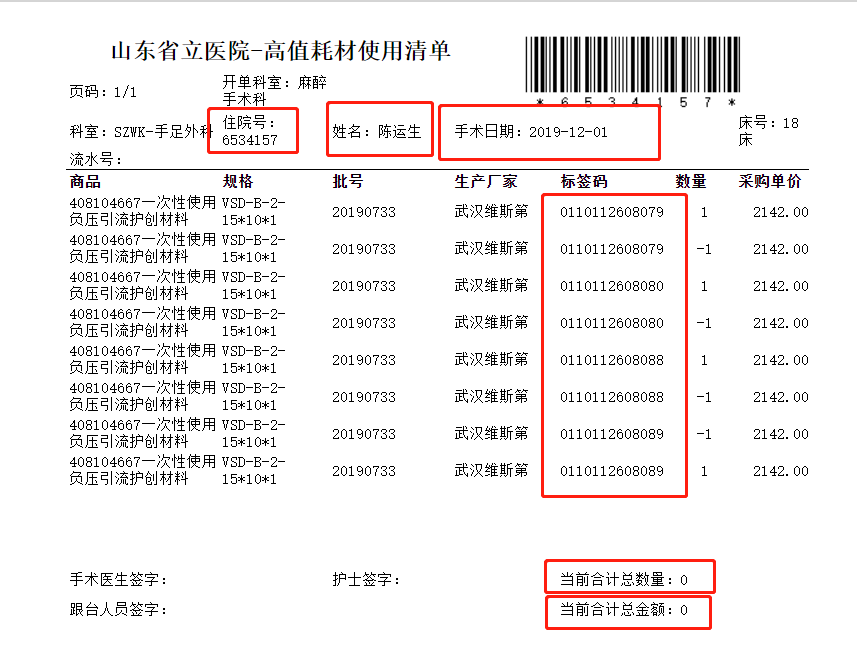 山东省立医院-高值耗材使用清单
* 6 5 3 4 1 5 7 *
页码：1/1
开单科室：麻醉
手术科
科室：SZWK-手足外科
住院号：
6534157
姓名：陈运生
手术日期：2019-12-01
床号：18
床
流水号：
商品 规格 批号 生产厂家 标签码 数量 采购单价
408104667一次性使用 VSD-B-2-
负压引流护创材料 15*10*1 20190733 武汉维斯第 0110112608079 1 2142.00
408104667一次性使用 VSD-B-2-
负压引流护创材料 15*10*1 20190733 武汉维斯第 0110112608079 -1 2142.00
408104667一次性使用 VSD-B-2-
负压引流护创材料 15*10*1 20190733 武汉维斯第 0110112608080 1 2142.00
408104667一次性使用 VSD-B-2-
负压引流护创材料 15*10*1 20190733 武汉维斯第 0110112608080 -1 2142.00
408104667一次性使用 VSD-B-2-
负压引流护创材料 15*10*1 20190733 武汉维斯第 0110112608088 1 2142.00
408104667一次性使用 VSD-B-2-
负压引流护创材料 15*10*1 20190733 武汉维斯第 0110112608088 -1 2142.00
408104667一次性使用 VSD-B-2-
负压引流护创材料 15*10*1 20190733 武汉维斯第 0110112608089 -1 2142.00
408104667一次性使用 VSD-B-2-
负压引流护创材料 15*10*1 20190733 武汉维斯第 0110112608089 1 2142.00
手术医生签字： 护士签字： 当前合计总数量：0
跟台人员签字： 当前合计总金额：0